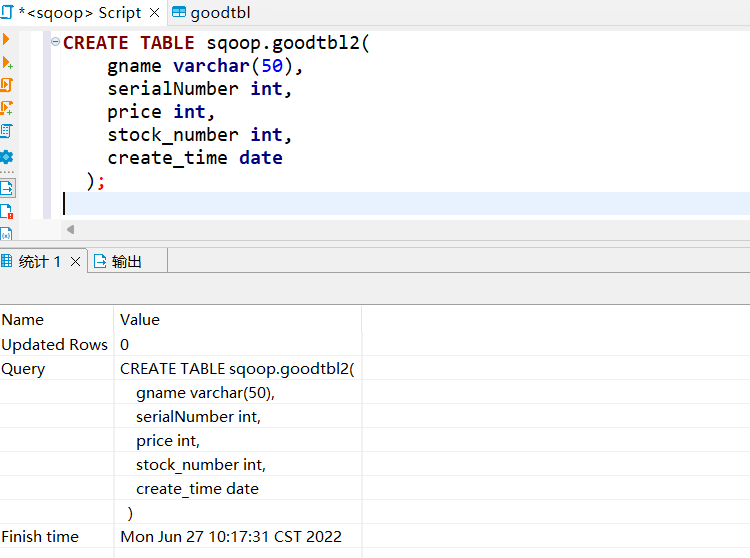 *<sqoop> Script
goodtbl
CREATE TABLE sqoop.goodtbl2(
gname varchar(50),
serialNumber int,
price int,
stock_number int,
create_time date
);
统计 1
输出
Name Value
Updated Rows 0
Query CREATE TABLE sqoop.goodtbl2(
gname varchar(50),
serialNumber int,
price int,
stock_number int,
create_time date
)
Finish time Mon Jun 27 10:17:31 CST 2022